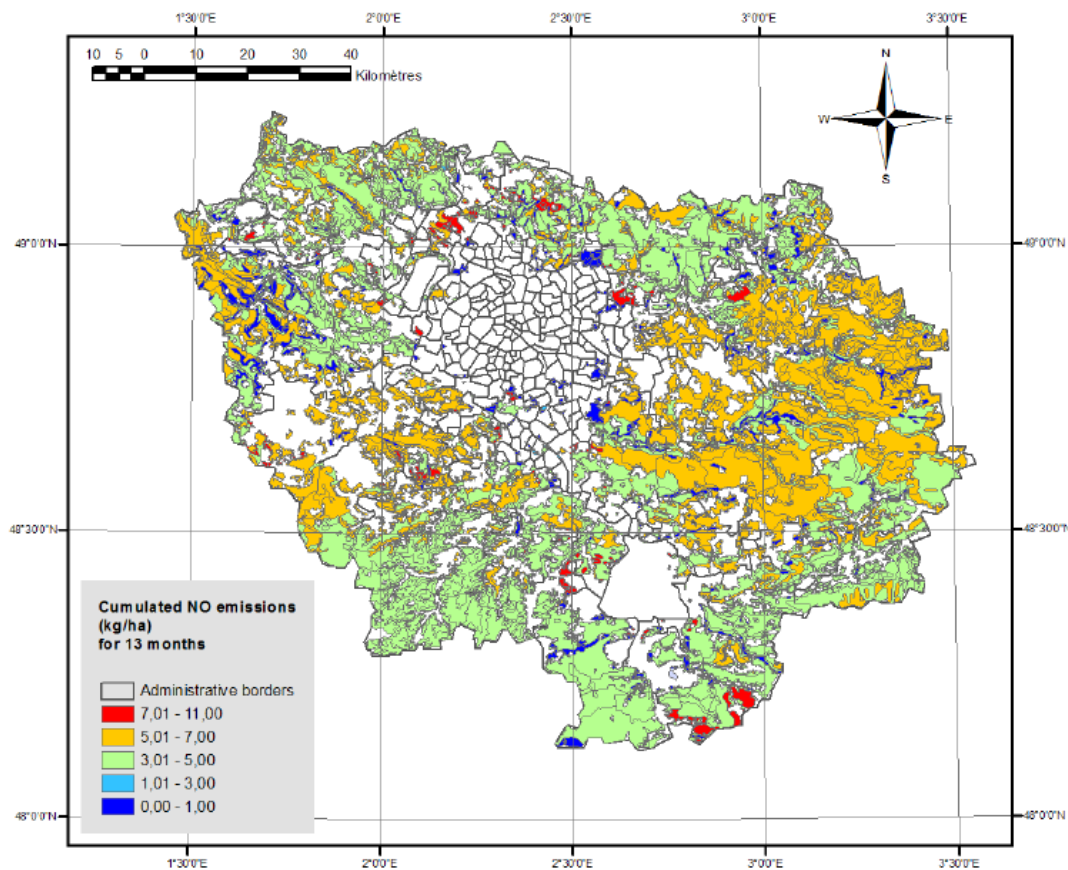 1°30'0"E 2°0'0"E 2°30'0"E 3°0'0"E 3°30'0"E
10 5 0 10 20 30 40
Kilomètres
N
W E
S
49°0'0"N 49°0'0"N
48°30'0"N 48°30'0"N
Cumulated NO emissions
(kg/ha)
for 13 months
Administrative borders
7,01 - 11,00
5,01 - 7,00
3,01 - 5,00
1,01 - 3,00
0,00 - 1,00
48°0'0"N 48°0'0"N
1°30'0"E 2°0'0"E 2°30'0"E 3°0'0"E 3°30'0"E